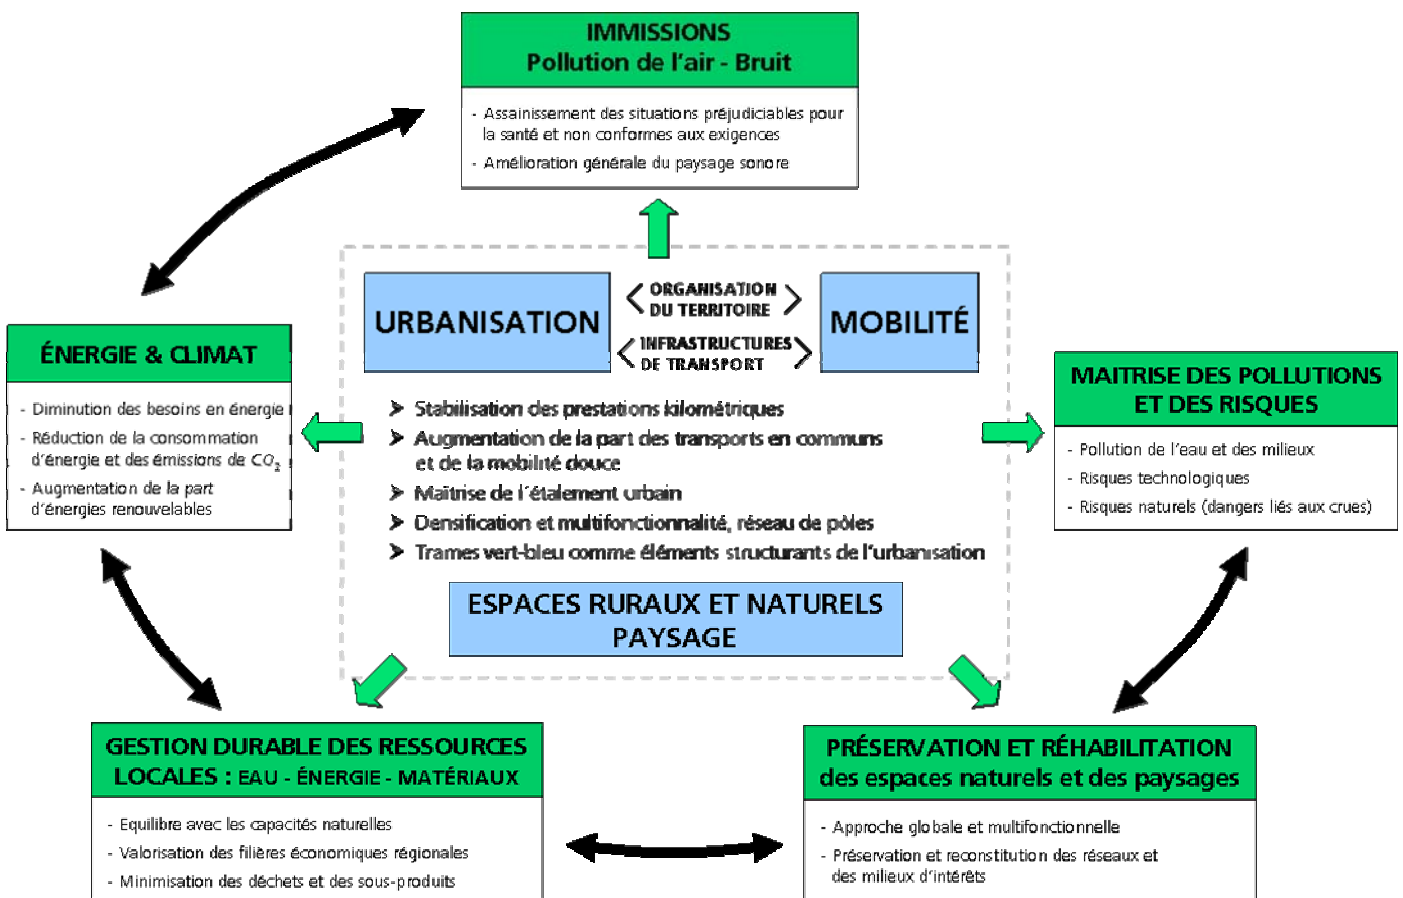 IMMISSIONS
Pollution de l'air - Bruit
- Assainissement des situations préjudiciables pour
la santé et non conformes aux exigences
- Amélioration générale du paysage sonore
URBANISATION
ORGANISATION
DU TERRITOIRE
INFRASTRUCTURES
DE TRANSPORT
MOBILITÉ
➤ Stabilisation des prestations kilométriques
➤ Augmentation de la part des transports en communs
et de la mobilité douce
➤ Maîtrise de l'étalement urbain
➤ Densification et multifonctionnalité, réseau de pôles
➤ Trames vert-bleu comme éléments structurants de l'urbanisation
ESPACES RURAUX ET NATURELS
PAYSAGE
ÉNERGIE & CLIMAT
- Diminution des besoins en énergie
- Réduction de la consommation
d'énergie et des émissions de CO₂
- Augmentation de la part
d'énergies renouvelables
MAITRISE DES POLLUTIONS
ET DES RISQUES
- Pollution de l'eau et des milieux
- Risques technologiques
- Risques naturels (dangers liés aux crues)
GESTION DURABLE DES RESSOURCES
LOCALES : EAU - ÉNERGIE - MATÉRIAUX
- Equilibre avec les capacités naturelles
- Valorisation des filières économiques régionales
- Minimisation des déchets et des sous-produits
PRÉSERVATION ET RÉHABILITATION
des espaces naturels et des paysages
- Approche globale et multifonctionnelle
- Préservation et reconstitution des réseaux et
des milieux d'intérêts